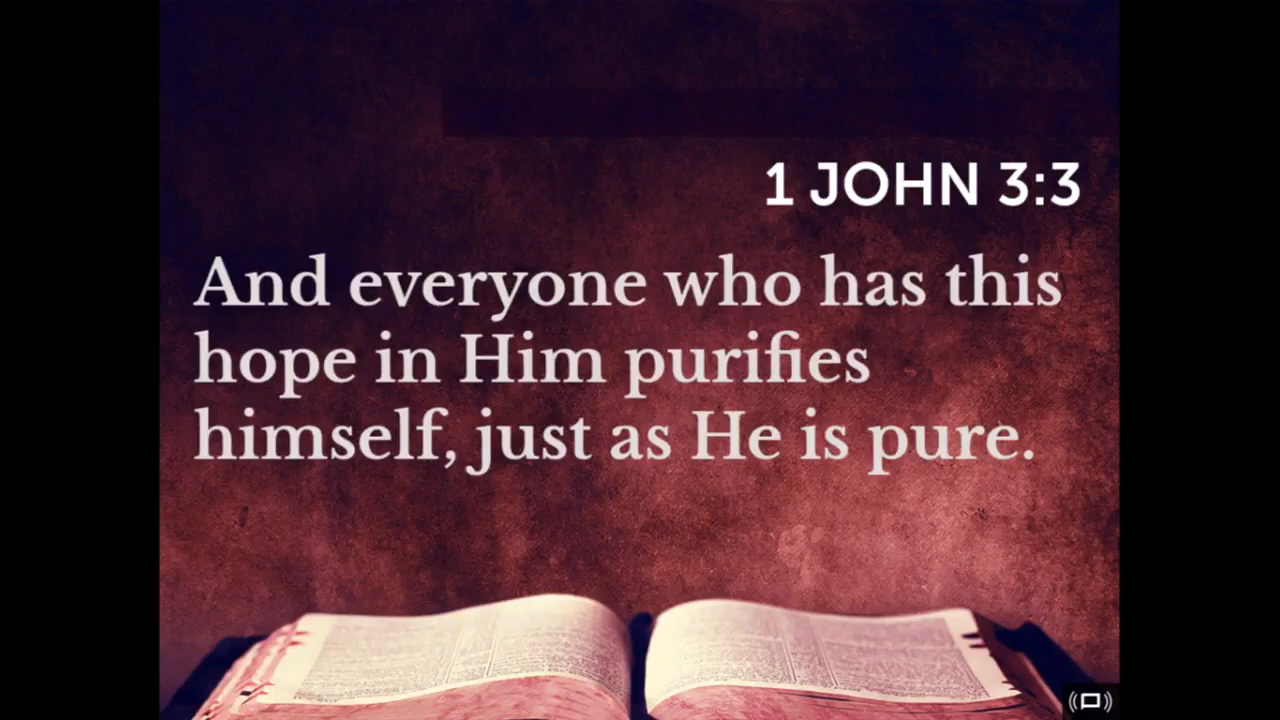 1 JOHN 3:3
And everyone who has this
hope in Him purifies
himself, just as He is pure.